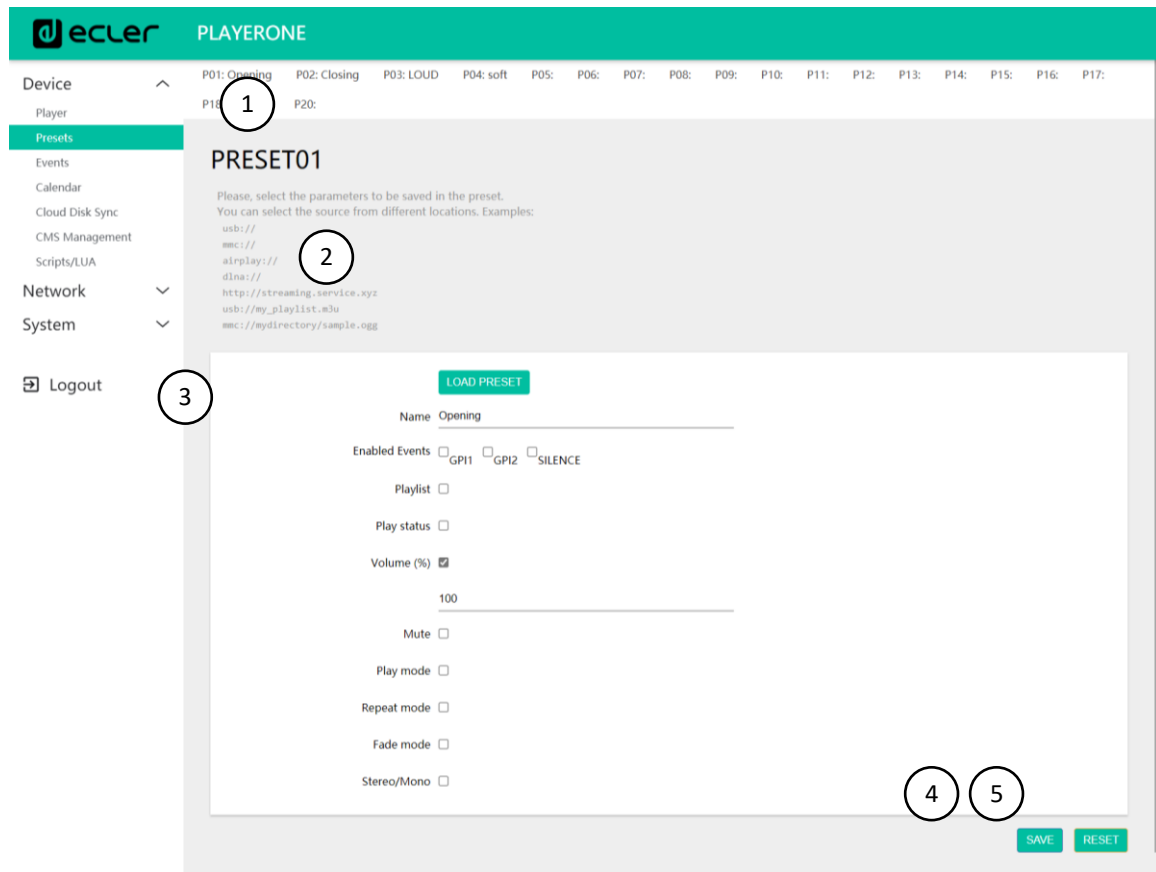 ecler
PLAYERONE
Device
Player
Presets
Events
Calendar
Cloud Disk Sync
CMS Management
Scripts/LUA
Network
System
Logout
P01: Opening P02: Closing P03: LOUD P04: soft P05: P06: P07: P08: P09: P10: P11: P12: P13: P14: P15: P16: P17:
P18 P20:
1
PRESET01
Please, select the parameters to be saved in the preset.
You can select the source from different locations. Examples:
usb://
mmc://
airplay://
dlna://
http://streaming.service.xyz
usb://my_playlist.m3u
mmc://mydirectory/sample.ogg
2
3
LOAD PRESET
Name Opening
Enabled Events GPI1 GPI2 SILENCE
Playlist
Play status
Volume (%)
100
Mute
Play mode
Repeat mode
Fade mode
Stereo/Mono
4 5
SAVE RESET